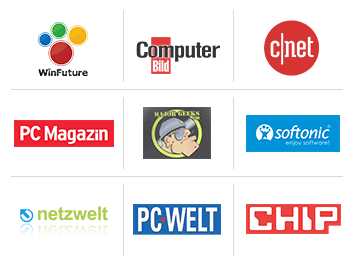 WinFuture
Computer
Bild
c|net
PC Magazin
MAJOR GEEKS
softonic
enjoy software!
netzwelt
PC WELT
CHIP